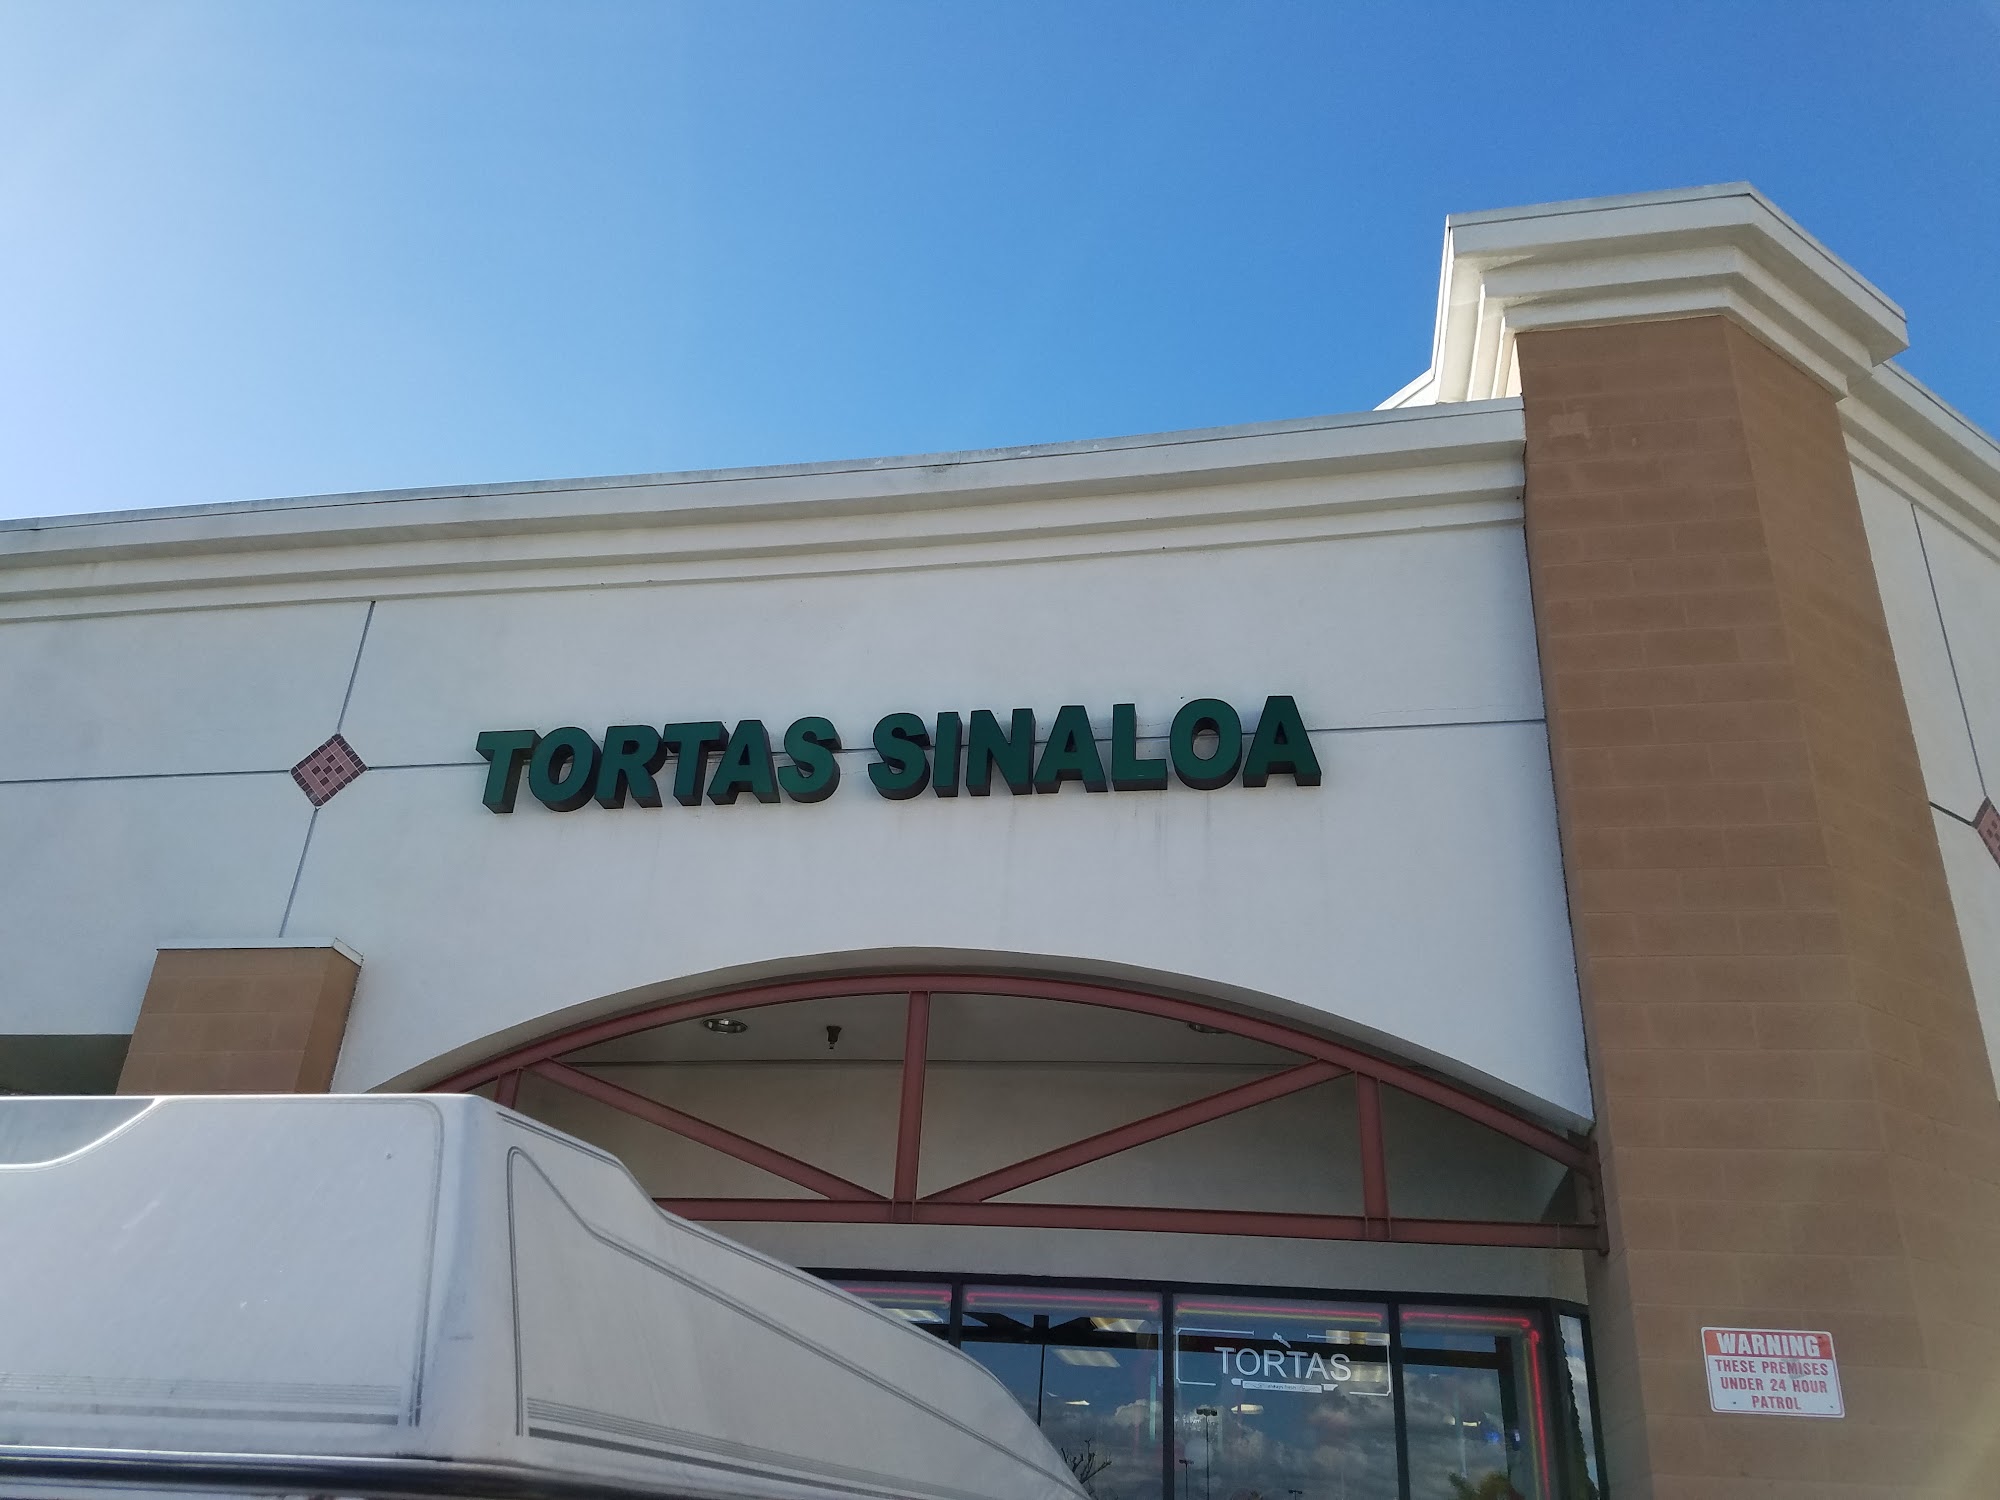 TORTAS SINALOA
TORTAS
WARNING
THESE PREMISES
UNDER 24 HOUR
PATROL